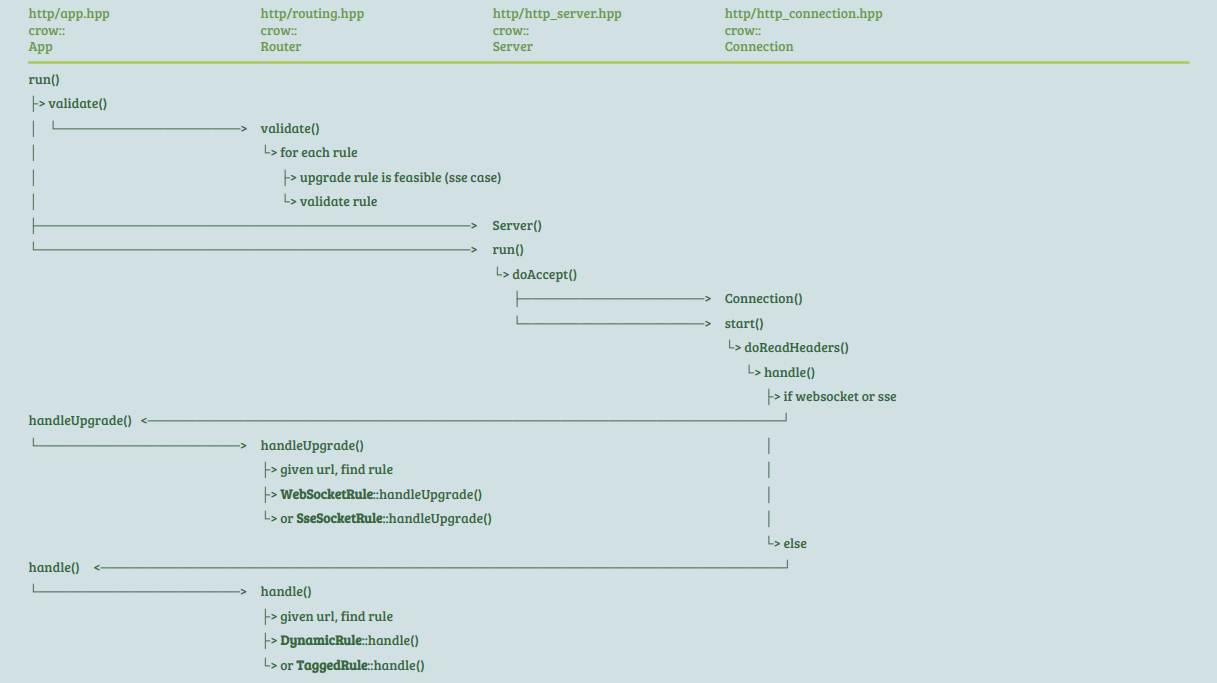 http/app.hpp http/routing.hpp http/http_server.hpp http/http_connection.hpp
crow:: crow:: crow:: crow::
App Router Server Connection
run()
├> validate()
│ └─────────────────> validate()
│ └> for each rule
│ ├> upgrade rule is feasible (sse case)
│ └> validate rule
├─────────────────> Server()
└─────────────────> run()
└> doAccept()
├─────────────────> Connection()
└─────────────────> start()
└> doReadHeaders()
└> handle()
├> if websocket or sse
handleUpgrade() <─────────────────┘
└─────────────────> handleUpgrade() │
├> given url, find rule │
├> WebSocketRule::handleUpgrade() │
└> or SseSocketRule::handleUpgrade() │
└> else
handle() <─────────────────┘
└─────────────────> handle()
├> given url, find rule
├> DynamicRule::handle()
└> or TaggedRule::handle()